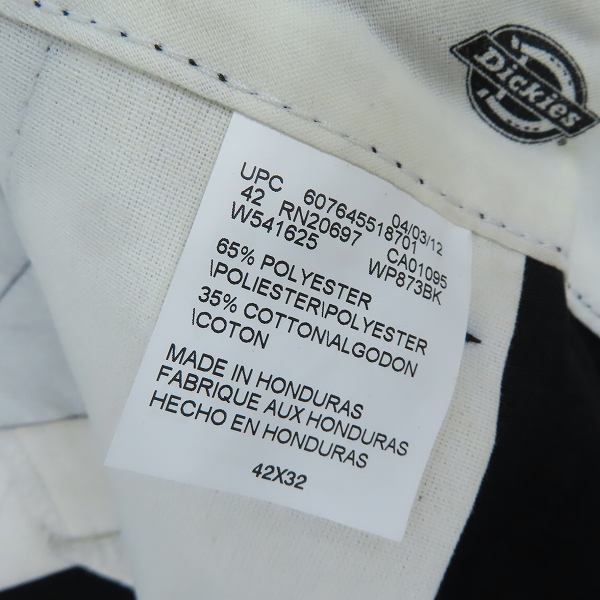 Dickies
UPC 607645518701 04/03/12
42 RN20697 CA01095
W541625 WP873BK
65% POLYESTER
\POLIESTER\POLYESTER
35% COTTON\ALGODON
\COTON
MADE IN HONDURAS
FABRIQUE AUX HONDURAS
HECHO EN HONDURAS
42X32